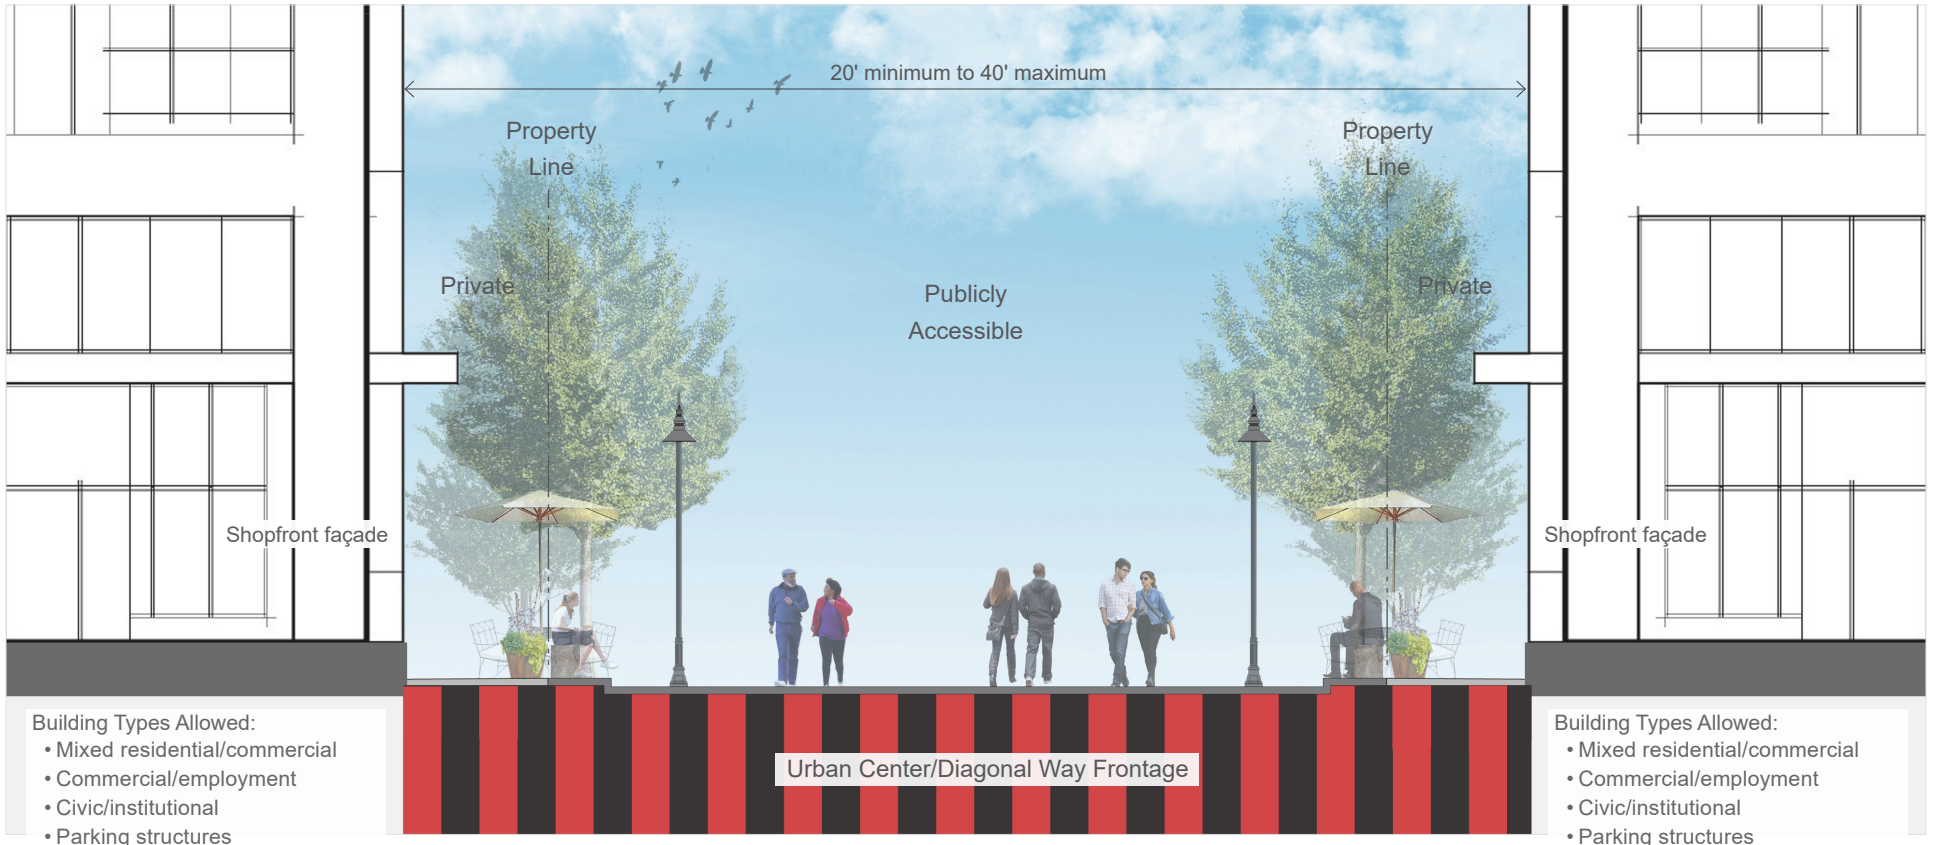 20' minimum to 40' maximum
Property
Line
Property
Line
Private
Publicly
Accessible
Private
Shopfront façade
Shopfront façade
Urban Center/Diagonal Way Frontage
Building Types Allowed:
• Mixed residential/commercial
• Commercial/employment
• Civic/institutional
• Parking structures
Building Types Allowed:
• Mixed residential/commercial
• Commercial/employment
• Civic/institutional
• Parking structures